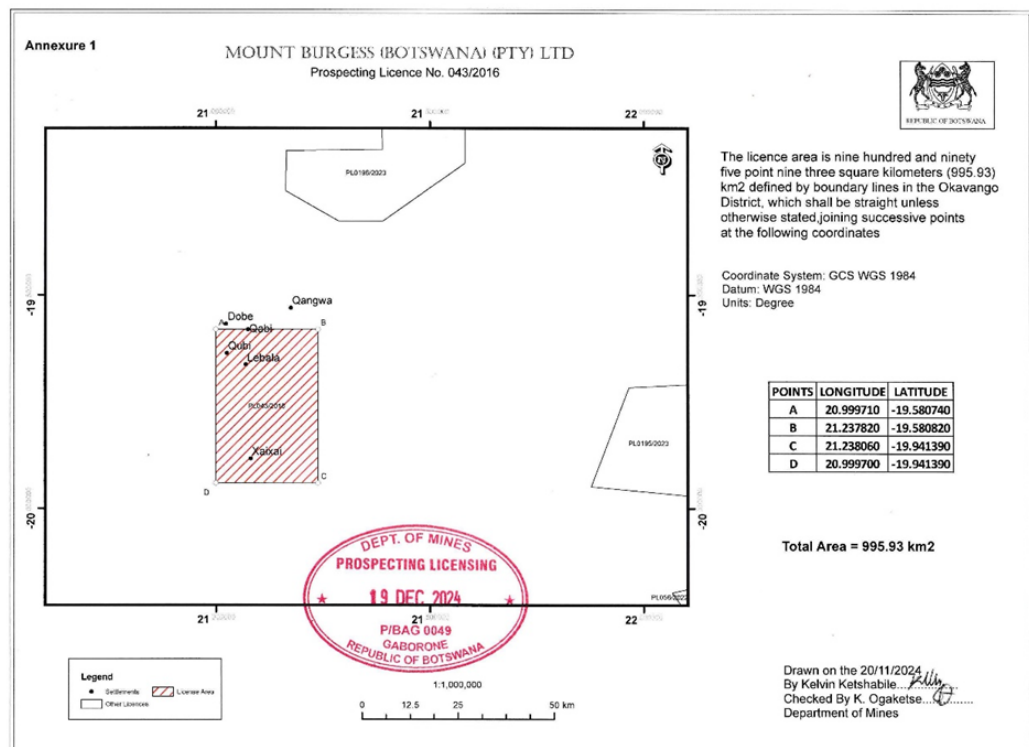 Annexure 1
MOUNT BURGESS (BOTSWANA) (PTY) LTD
Prospecting Licence No. 043/2016
REPUBLIC OF BOTSWANA
The licence area is nine hundred and ninety
five point nine three square kilometers (995.93)
km2 defined by boundary lines in the Okavango
District, which shall be straight unless
otherwise stated,joining successive points
at the following coordinates
Coordinate System: GCS WGS 1984
Datum: WGS 1984
Units: Degree
POINTS LONGITUDE LATITUDE
A 20.999710 -19.580740
B 21.237820 -19.580820
C 21.238060 -19.941390
D 20.999700 -19.941390
Total Area = 995.93 km2
21 21 22
-19 -19
-20 -20
PL0186/2023
Qangwa
Dobe
A B
Qabi
Qubi
Lebala
PL043/2016
Xaixai
D C
PL0195/2023
21 21 22
DEPT. OF MINES
PROSPECTING LICENSING
19 DEC 2024
P/BAG 0049
GABORONE
REPUBLIC OF BOTSWANA
Legend
Settlements License Area
Other Licences
1:1,000,000
0 12.5 25 50 km
Drawn on the 20/11/2024
By Kelvin Ketshabile
Checked By K. Ogaketse
Department of Mines